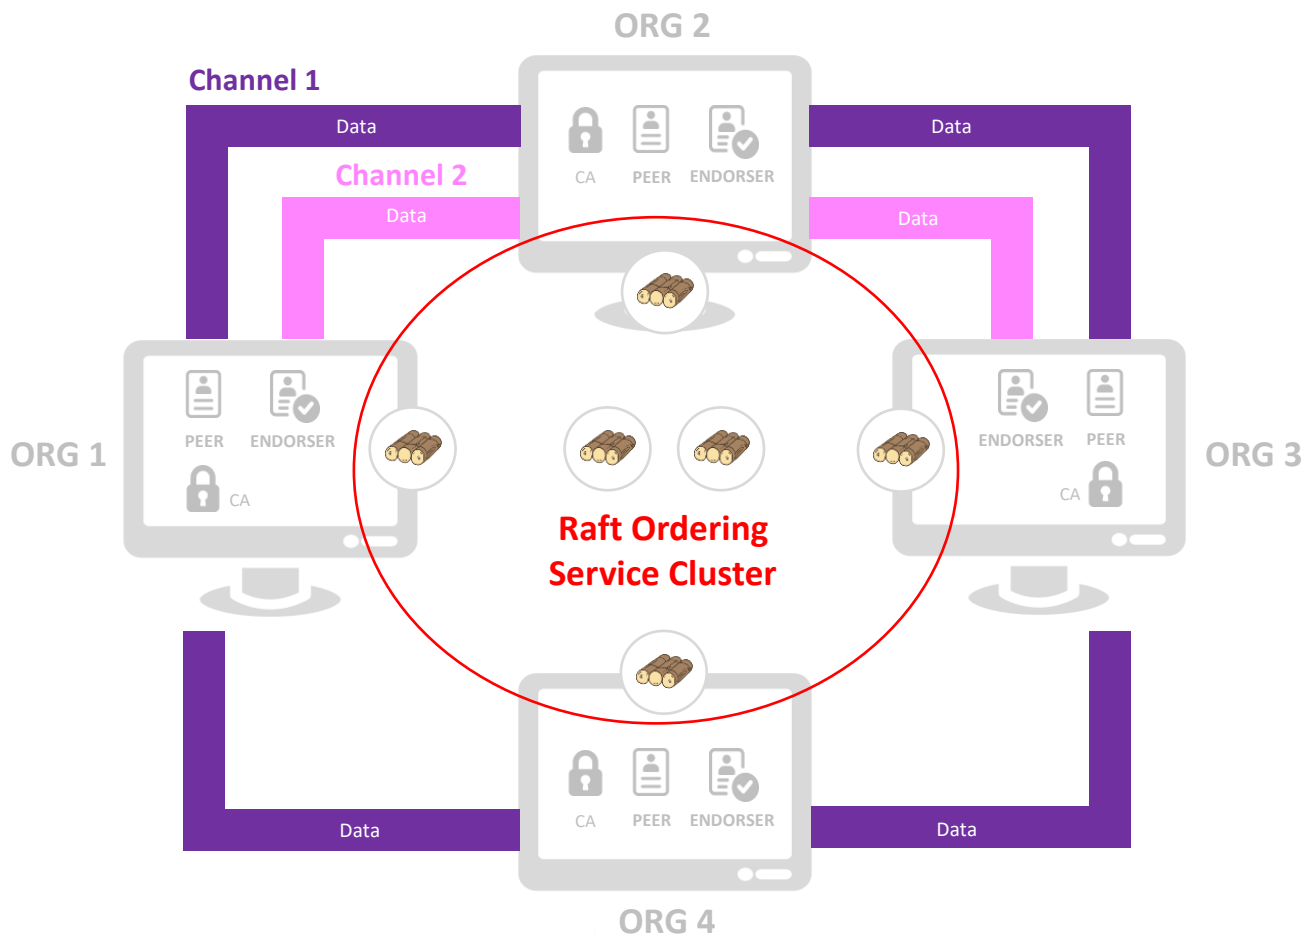 ORG 2
Channel 1
Data
Data
CA PEER ENDORSER
Channel 2
Data
Data
ORG 1
PEER ENDORSER
CA
ENDORSER PEER
CA
ORG 3
Raft Ordering
Service Cluster
CA PEER ENDORSER
Data
Data
ORG 4